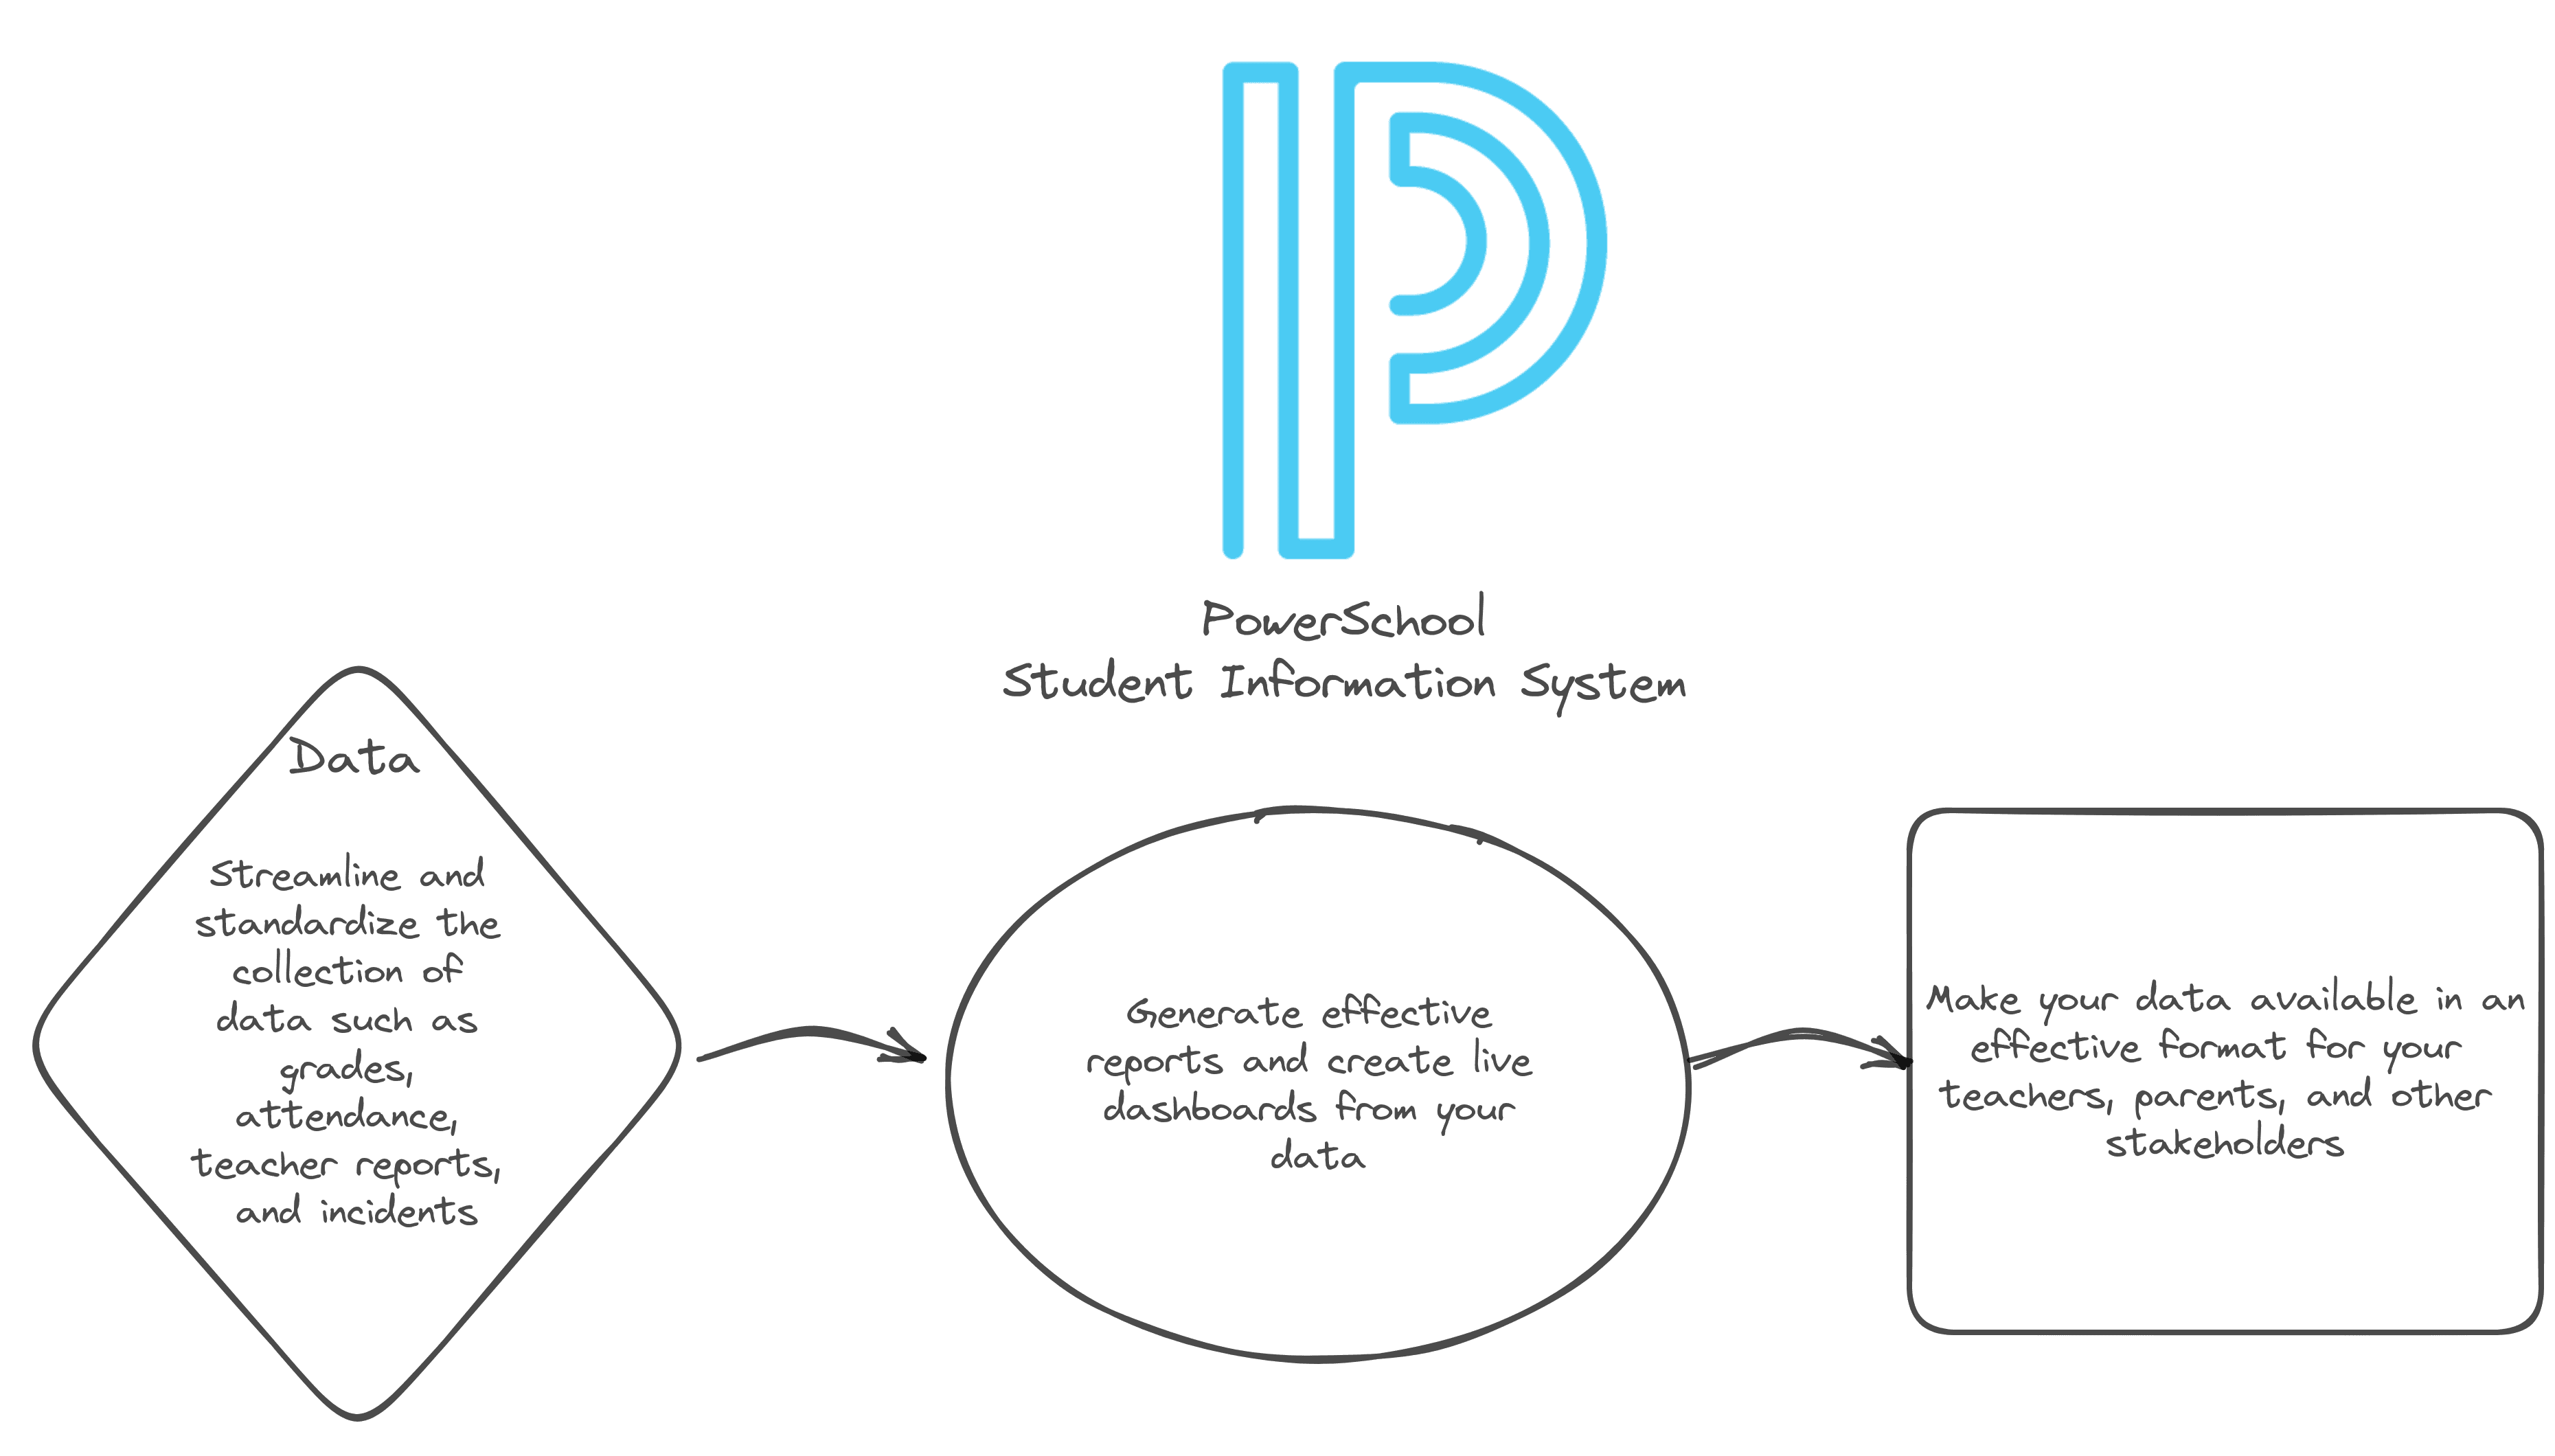 PowerSchool
Student Information System
Data
Streamline and
standardize the
collection of
data such as
grades,
attendance,
teacher reports,
and incidents
Generate effective
reports and create live
dashboards from your
data
Make your data available in an
effective format for your
teachers, parents, and other
stakeholders